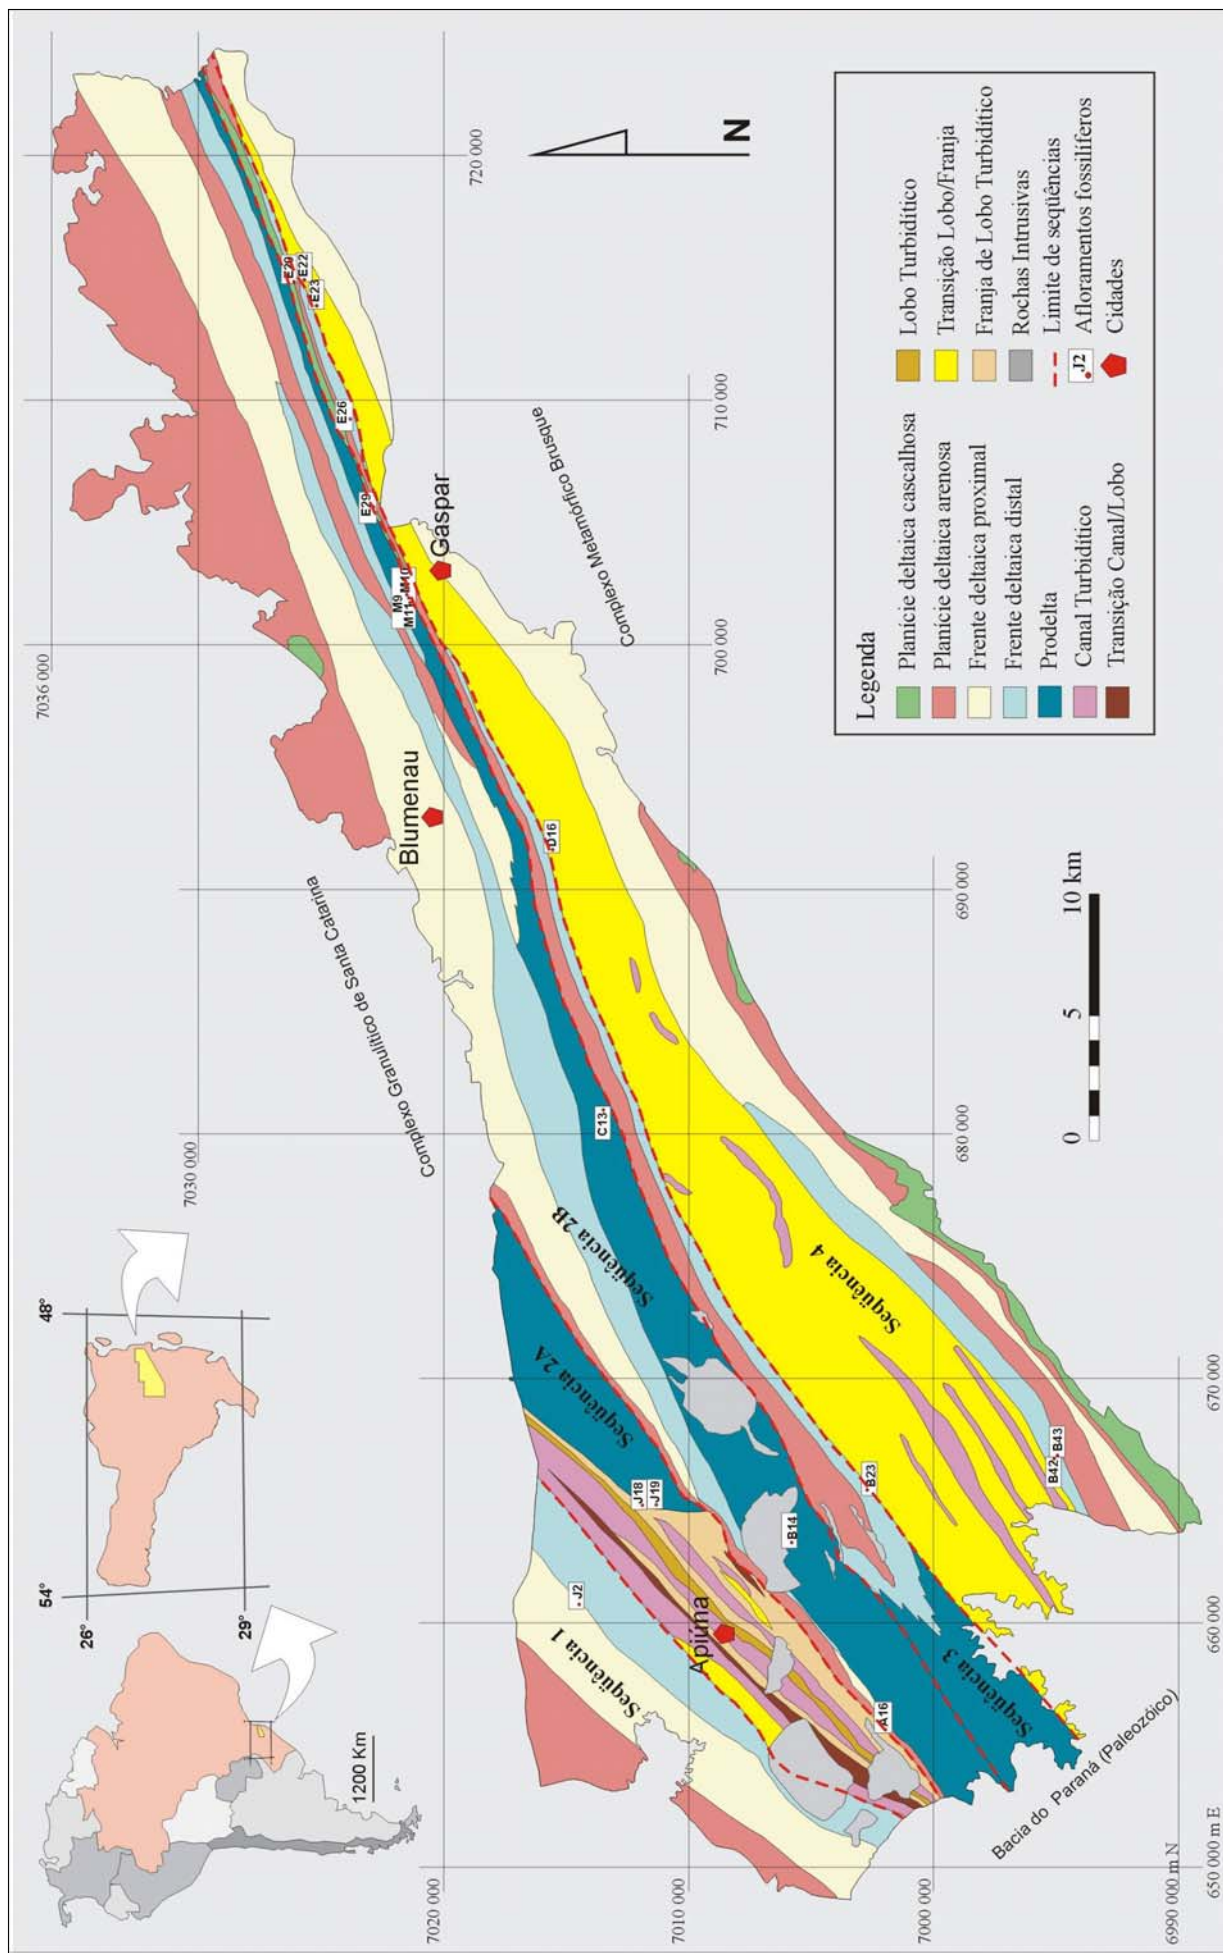 54°
48°
26°
29°
1200 Km
7036 000
7030 000
7020 000
7010 000
7000 000
6990 000 m N
650 000 m E
660 000
670 000
680 000
690 000
700 000
710 000
720 000
Complexo Granulítico de Santa Catarina
Complexo Metamórfico Brusque
Bacia do Paraná (Paleozóico)
Blumenau
Gaspar
Apiúna
Seqüência 1
Seqüência 2A
Seqüência 2B
Seqüência 3
Seqüência 4
J2
J18
J19
A16
B14
B23
B42
B43
C13
D16
M9
M11
M10
E29
E26
E23
E22
E20
0 5 10 km
N
Legenda
Planície deltaica cascalhosa
Planície deltaica arenosa
Frente deltaica proximal
Frente deltaica distal
Prodelta
Canal Turbidítico
Transição Canal/Lobo
Lobo Turbidítico
Transição Lobo/Franja
Franja de Lobo Turbidítico
Rochas Intrusivas
Limite de seqüências
J2 Afloramentos fossilíferos
Cidades